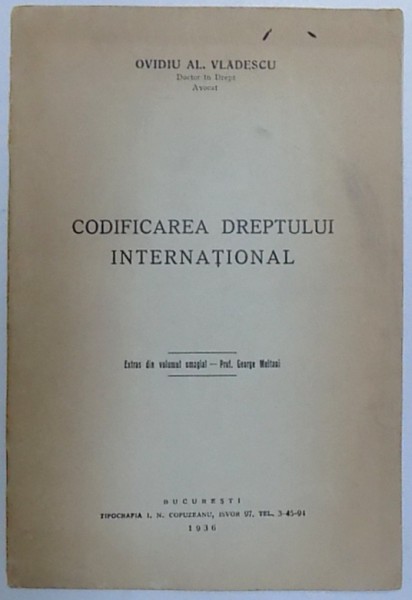 OVIDIU AL. VLADESCU
Doctor în Drept
Avocat
CODIFICAREA DREPTULUI
INTERNAȚIONAL
Extras din volumul omagial — Prof. George Meitani
BUCUREȘTI
TIPOGRAFIA I. N. COPUZEANU, ISVOR 97, TEL. 3-45-94
1936